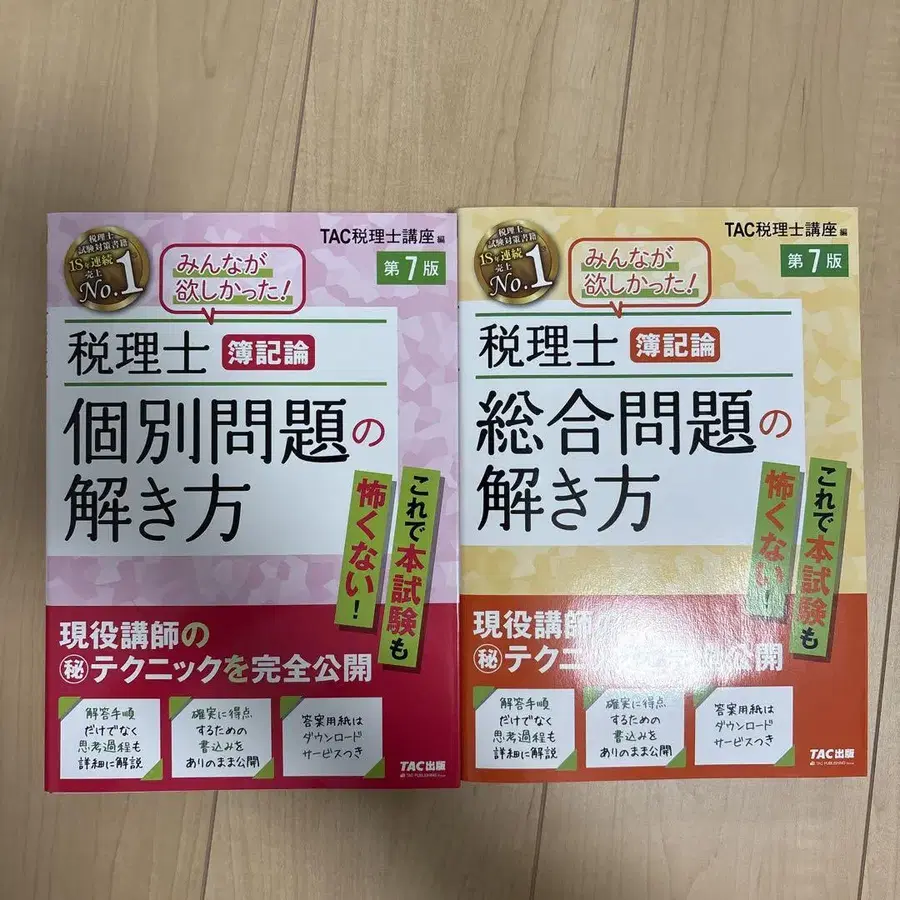 税理士
試験対策書籍
18年連続
売上
No.1
みんなが
欲しかった!
TAC税理士講座 編
第7版
税理士 簿記論
個別問題の
解き方
これで本試験も
怖くない!
現役講師の
㊙テクニックを完全公開
解答手順
だけでなく
思考過程も
詳細に解説
確実に得点
するための
書込みを
ありのまま公開
答案用紙は
ダウンロード
サービスつき
TAC出版
TAC PUBLISHING Group
税理士
試験対策書籍
18年連続
売上
No.1
みんなが
欲しかった!
TAC税理士講座 編
第7版
税理士 簿記論
総合問題の
解き方
これで本試験も
怖くない!
現役講師
㊙テクニ 公開
解答手順
だけでなく
思考過程も
詳細に解説
確実に得点
するための
書込みを
ありのまま公開
答案用紙は
ダウンロード
サービスつき
TAC出版
TAC PUBLISHING Group